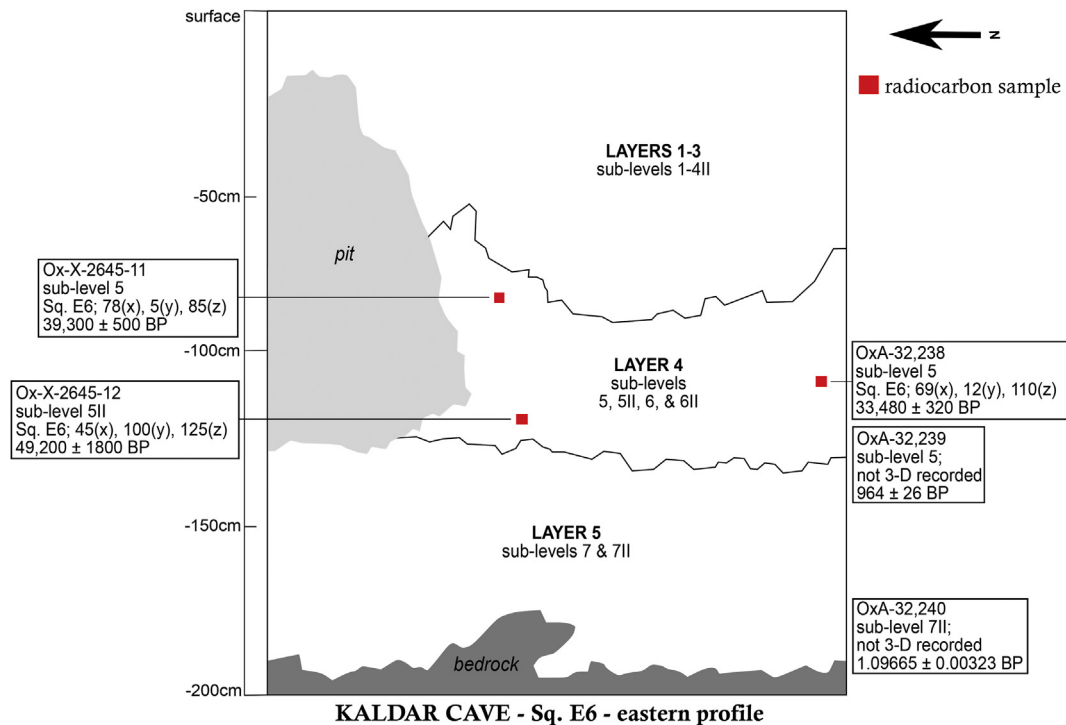 surface
N
radiocarbon sample
LAYERS 1-3
sub-levels 1-4II
-50cm
pit
Ox-X-2645-11
sub-level 5
Sq. E6; 78(x), 5(y), 85(z)
39,300 ± 500 BP
-100cm
LAYER 4
sub-levels
5, 5II, 6, & 6II
OxA-32,238
sub-level 5
Sq. E6; 69(x), 12(y), 110(z)
33,480 ± 320 BP
Ox-X-2645-12
sub-level 5II
Sq. E6; 45(x), 100(y), 125(z)
49,200 ± 1800 BP
OxA-32,239
sub-level 5;
not 3-D recorded
964 ± 26 BP
-150cm
LAYER 5
sub-levels 7 & 7II
OxA-32,240
sub-level 7II;
not 3-D recorded
1.09665 ± 0.00323 BP
bedrock
-200cm
KALDAR CAVE - Sq. E6 - eastern profile